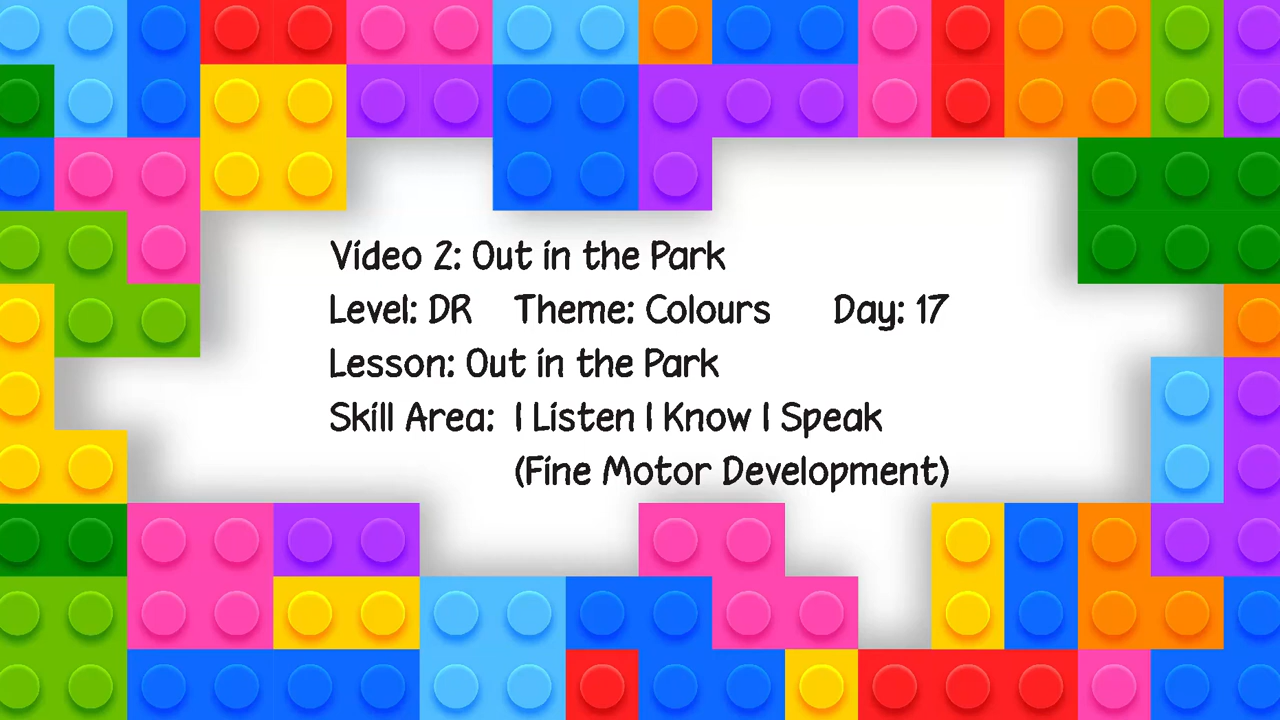 Video 2: Out in the Park
Level: DR Theme: Colours Day: 17
Lesson: Out in the Park
Skill Area: I Listen I Know I Speak
(Fine Motor Development)